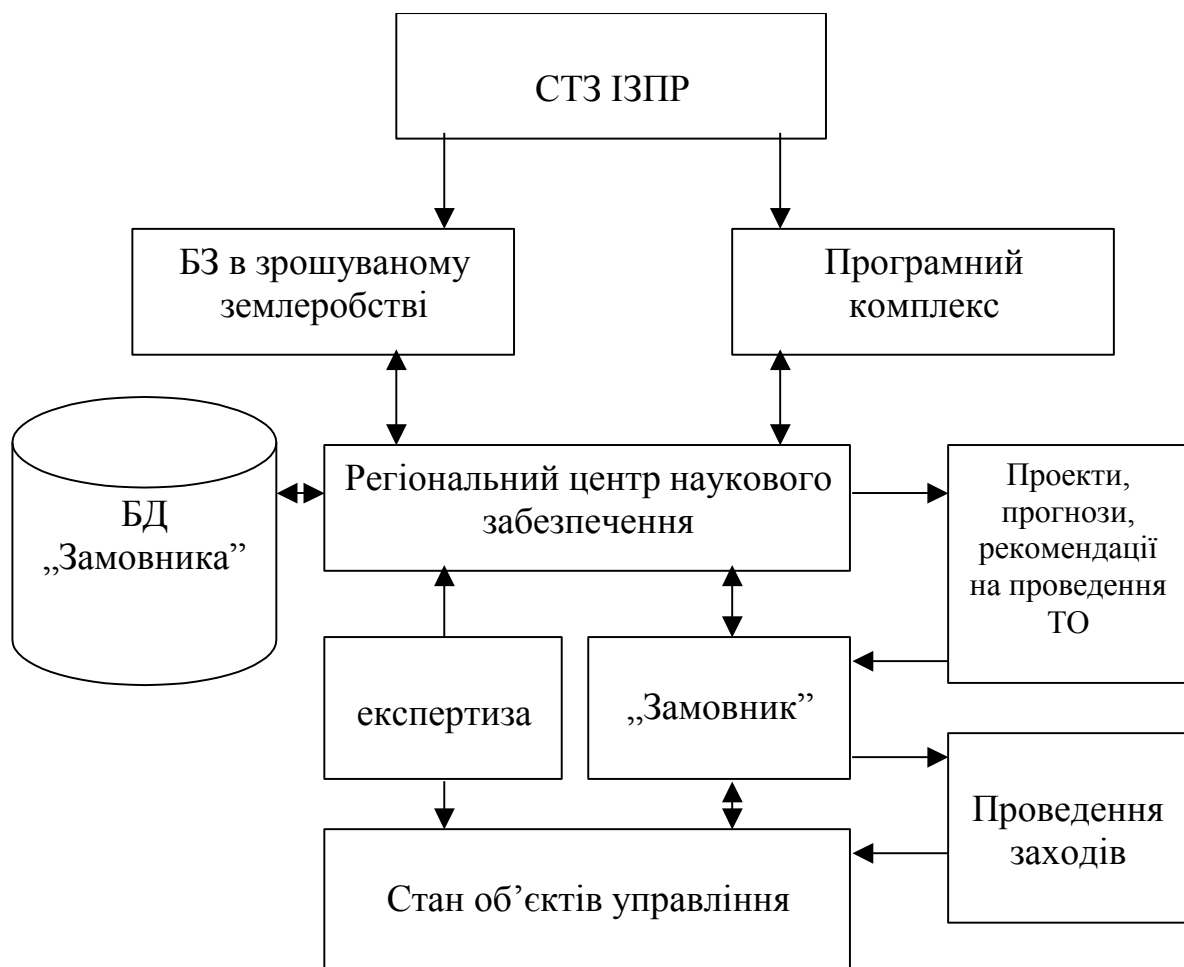 СТЗ ІЗПР
БЗ в зрошуваному
землеробстві
Програмний
комплекс
БД
„Замовника”
Регіональний центр наукового
забезпечення
Проекти,
прогнози,
рекомендації
на проведення
ТО
експертиза
„Замовник”
Проведення
заходів
Стан об’єктів управління